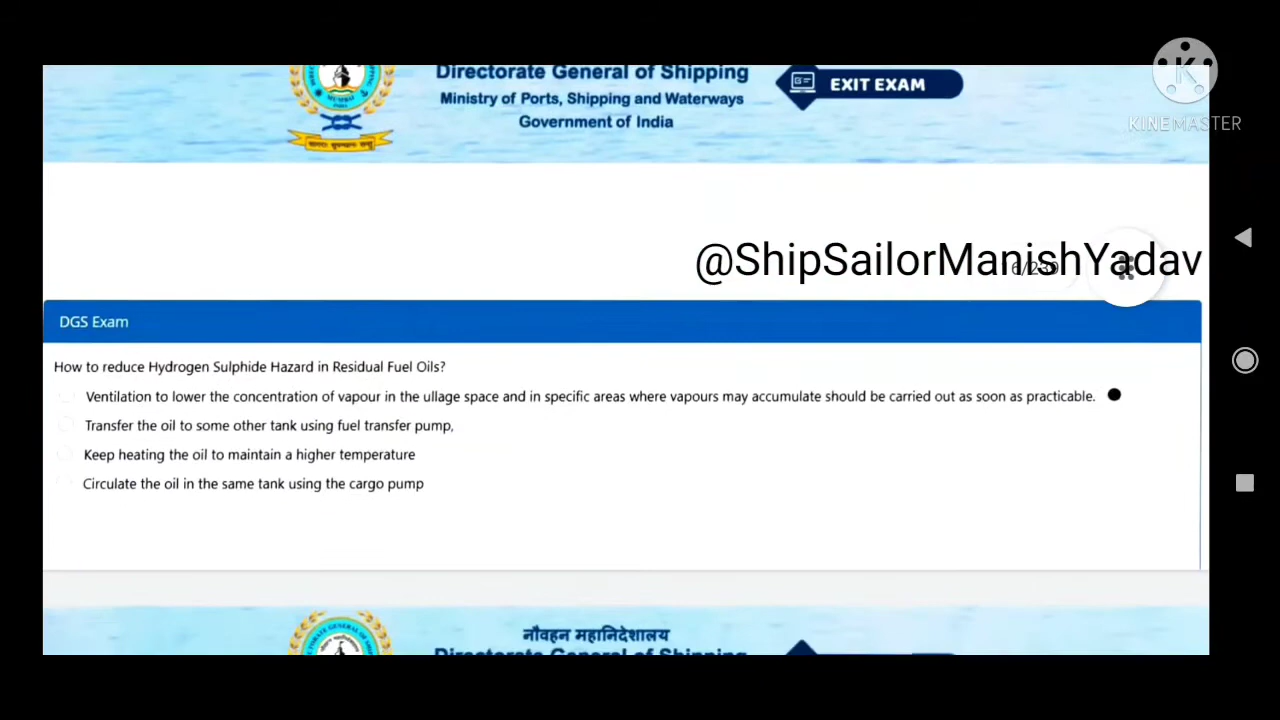 Directorate General of Shipping
Ministry of Ports, Shipping and Waterways
Government of India
EXIT EXAM
KINEMASTER
@ShipSailorManishYadav
DGS Exam
How to reduce Hydrogen Sulphide Hazard in Residual Fuel Oils?
Ventilation to lower the concentration of vapour in the ullage space and in specific areas where vapours may accumulate should be carried out as soon as practicable.
Transfer the oil to some other tank using fuel transfer pump,
Keep heating the oil to maintain a higher temperature
Circulate the oil in the same tank using the cargo pump
नौवहन महानिदेशालय
Directorate General of Shipping